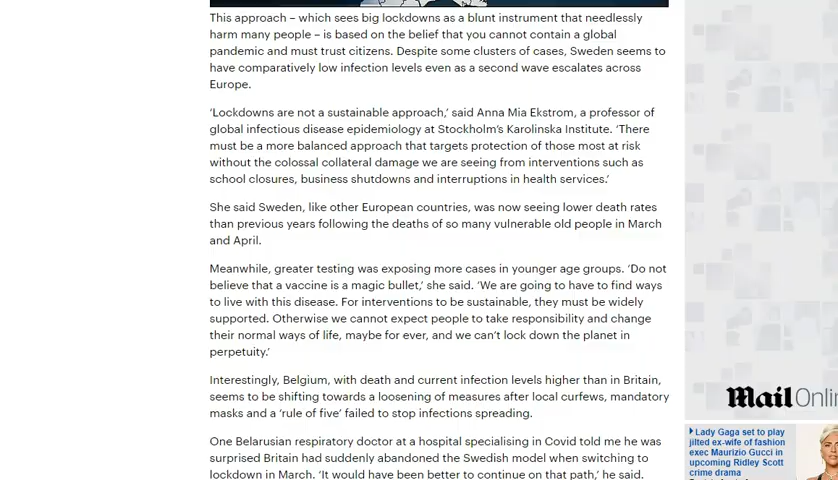 This approach – which sees big lockdowns as a blunt instrument that needlessly
harm many people – is based on the belief that you cannot contain a global
pandemic and must trust citizens. Despite some clusters of cases, Sweden seems to
have comparatively low infection levels even as a second wave escalates across
Europe.
‘Lockdowns are not a sustainable approach,’ said Anna Mia Ekstrom, a professor of
global infectious disease epidemiology at Stockholm’s Karolinska Institute. ‘There
must be a more balanced approach that targets protection of those most at risk
without the colossal collateral damage we are seeing from interventions such as
school closures, business shutdowns and interruptions in health services.’
She said Sweden, like other European countries, was now seeing lower death rates
than previous years following the deaths of so many vulnerable old people in March
and April.
Meanwhile, greater testing was exposing more cases in younger age groups. ‘Do not
believe that a vaccine is a magic bullet,’ she said. ‘We are going to have to find ways
to live with this disease. For interventions to be sustainable, they must be widely
supported. Otherwise we cannot expect people to take responsibility and change
their normal ways of life, maybe for ever, and we can’t lock down the planet in
perpetuity.’
Interestingly, Belgium, with death and current infection levels higher than in Britain,
seems to be shifting towards a loosening of measures after local curfews, mandatory
masks and a ‘rule of five’ failed to stop infections spreading.
One Belarusian respiratory doctor at a hospital specialising in Covid told me he was
surprised Britain had suddenly abandoned the Swedish model when switching to
lockdown in March. ‘It would have been better to continue on that path,’ he said.
Mail Onlin
Lady Gaga set to play
jilted ex-wife of fashion
exec Maurizio Gucci in
upcoming Ridley Scott
crime drama